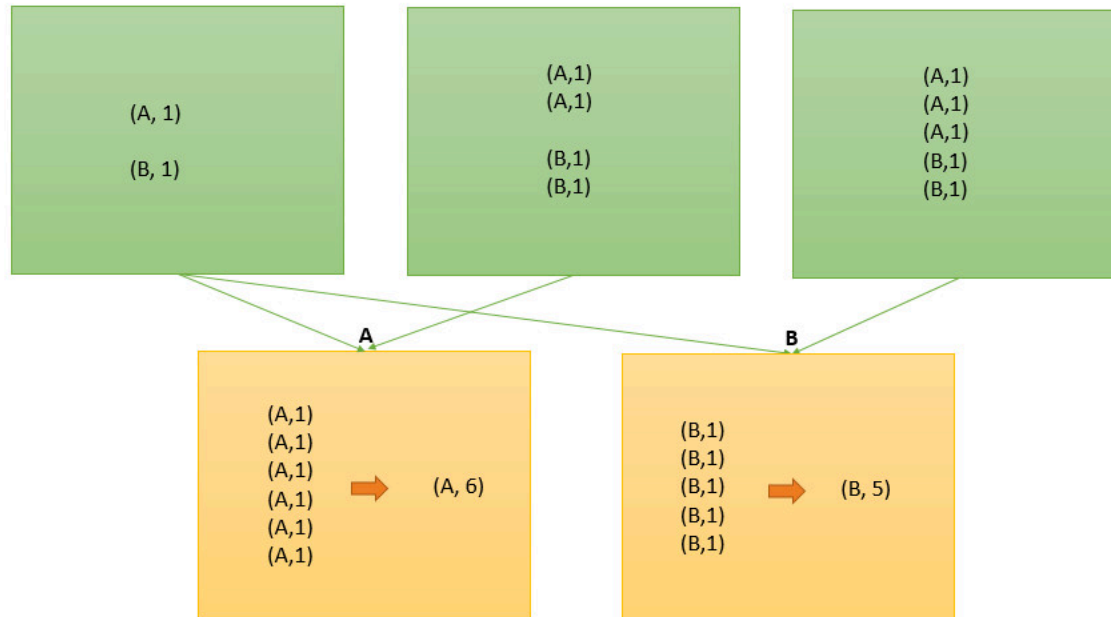 (A, 1)
(B, 1)
(A,1)
(A,1)
(B,1)
(B,1)
(A,1)
(A,1)
(A,1)
(B,1)
(B,1)
A
B
(A,1)
(A,1)
(A,1)
(A,1)
(A,1)
(A,1)
(A, 6)
(B,1)
(B,1)
(B,1)
(B,1)
(B,1)
(B, 5)